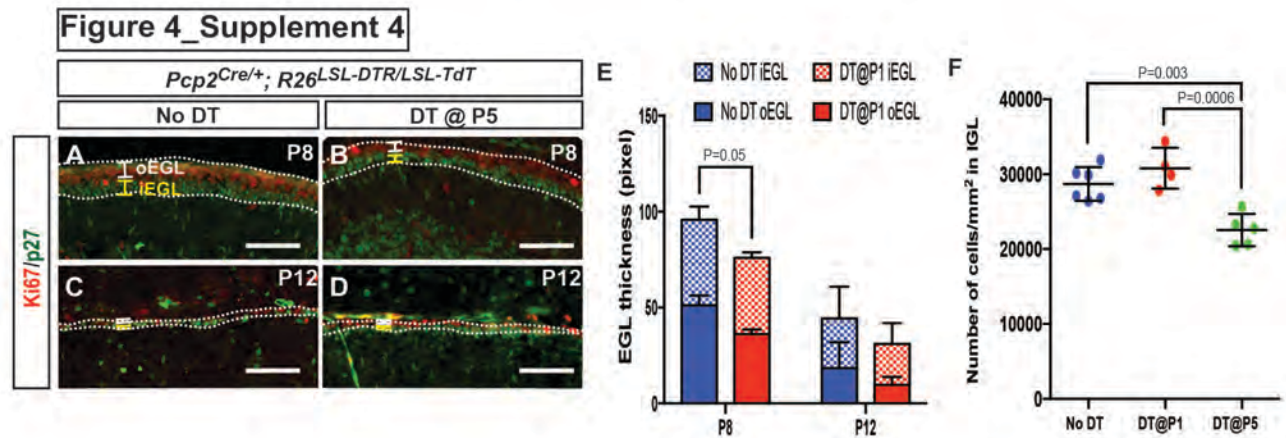 Figure 4_Supplement 4
Pcp2Cre/+; R26LSL-DTR/LSL-TdT
No DT
DT @ P5
Ki67/p27
A
oEGL
iEGL
P8
B
P8
C
P12
D
P12
E
No DT iEGL
DT@P1 iEGL
No DT oEGL
DT@P1 oEGL
EGL thickness (pixel)
150
100
50
0
P=0.05
P8
P12
F
P=0.003
P=0.0006
Number of cells/mm² in IGL
40000
30000
20000
10000
0
No DT
DT@P1
DT@P5